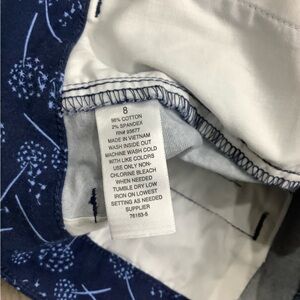 8
98% COTTON
2% SPANDEX
RN# 93677
MADE IN VIETNAM
WASH INSIDE OUT
MACHINE WASH COLD
WITH LIKE COLORS
USE ONLY NON-
CHLORINE BLEACH
WHEN NEEDED
TUMBLE DRY LOW
IRON ON LOWEST
SETTING AS NEEDED
SUPPLIER
76163-5